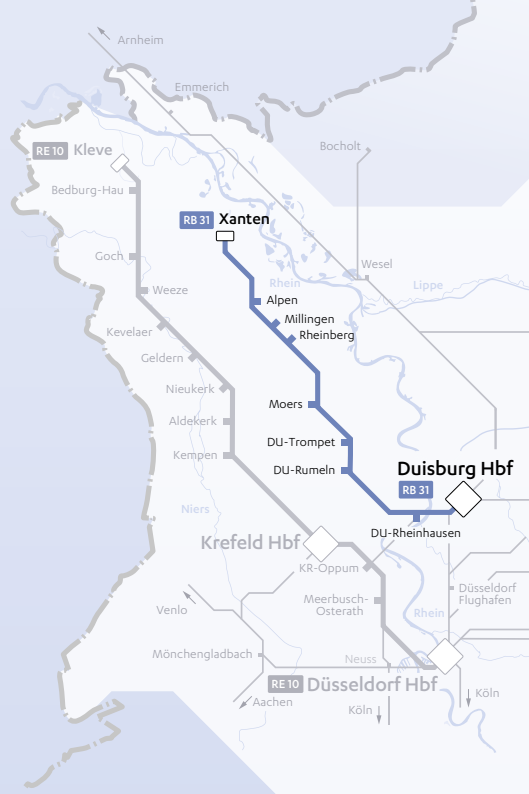 Arnheim
Emmerich
Bocholt
RE 10 Kleve
Bedburg-Hau
RB 31 Xanten
Goch
Wesel
Weeze
Rhein
Lippe
Alpen
Kevelaer
Millingen
Rheinberg
Geldern
Nieukerk
Moers
Aldekerk
DU-Trompet
Kempen
DU-Rumeln
Duisburg Hbf
RB 31
Niers
DU-Rheinhausen
Krefeld Hbf
KR-Oppum
Düsseldorf
Flughafen
Meerbusch-
Osterath
Venlo
Rhein
Mönchengladbach
Neuss
RE 10 Düsseldorf Hbf
Köln
Aachen
Köln